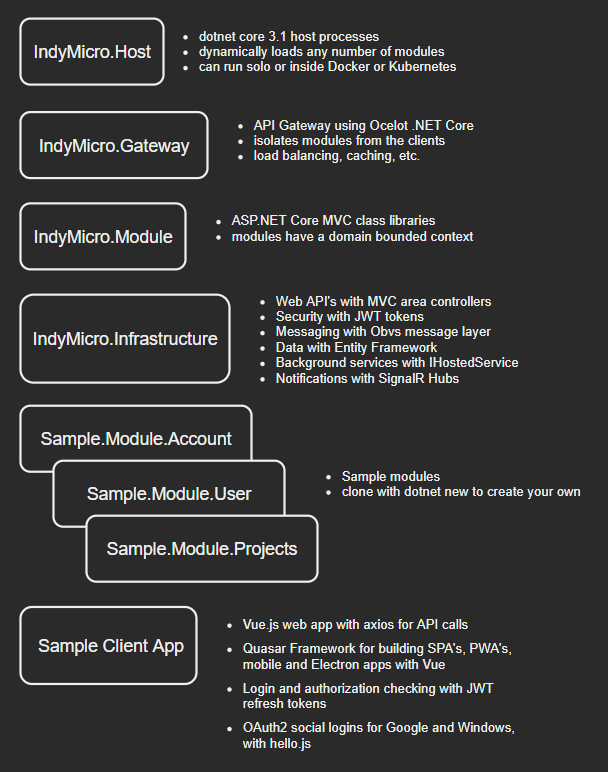 IndyMicro.Host
• dotnet core 3.1 host processes
• dynamically loads any number of modules
• can run solo or inside Docker or Kubernetes
IndyMicro.Gateway
• API Gateway using Ocelot .NET Core
• isolates modules from the clients
• load balancing, caching, etc.
IndyMicro.Module
• ASP.NET Core MVC class libraries
• modules have a domain bounded context
IndyMicro.Infrastructure
• Web API's with MVC area controllers
• Security with JWT tokens
• Messaging with Obvs message layer
• Data with Entity Framework
• Background services with IHostedService
• Notifications with SignalR Hubs
Sample.Module.Account
Sample.Module.User
Sample.Module.Projects
• Sample modules
• clone with dotnet new to create your own
Sample Client App
• Vue.js web app with axios for API calls
• Quasar Framework for building SPA's, PWA's,
mobile and Electron apps with Vue
• Login and authorization checking with JWT
refresh tokens
• OAuth2 social logins for Google and Windows,
with hello.js